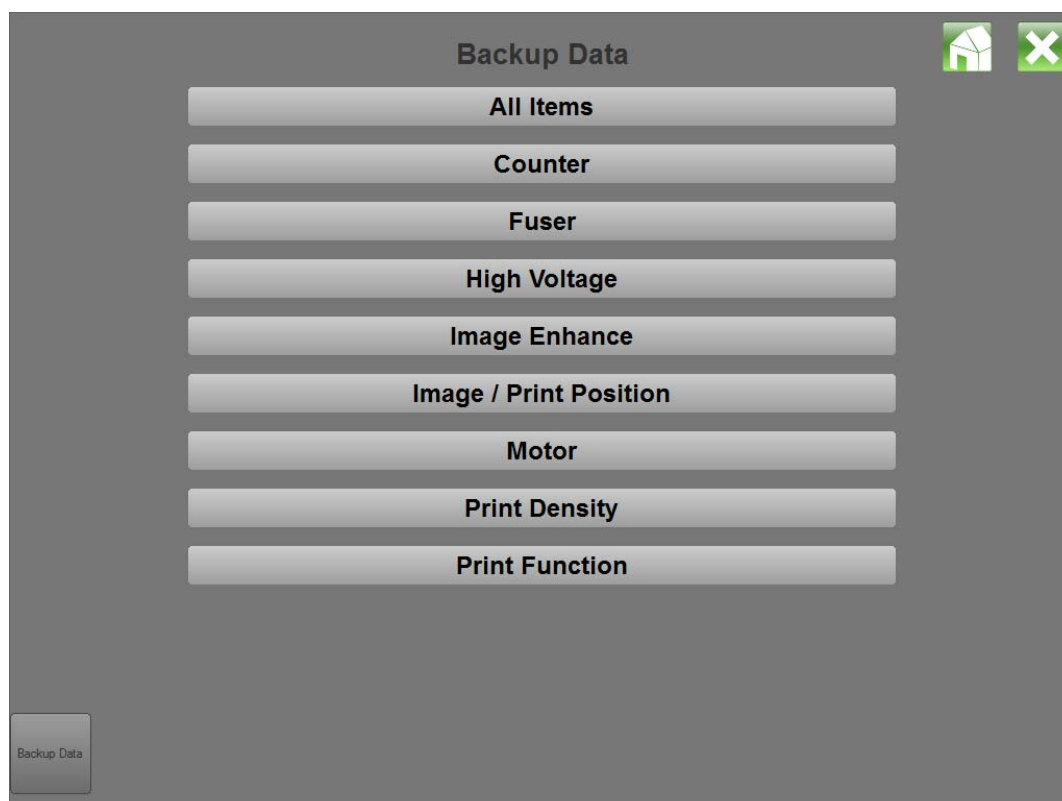 Backup Data
All Items
Counter
Fuser
High Voltage
Image Enhance
Image / Print Position
Motor
Print Density
Print Function
Backup Data